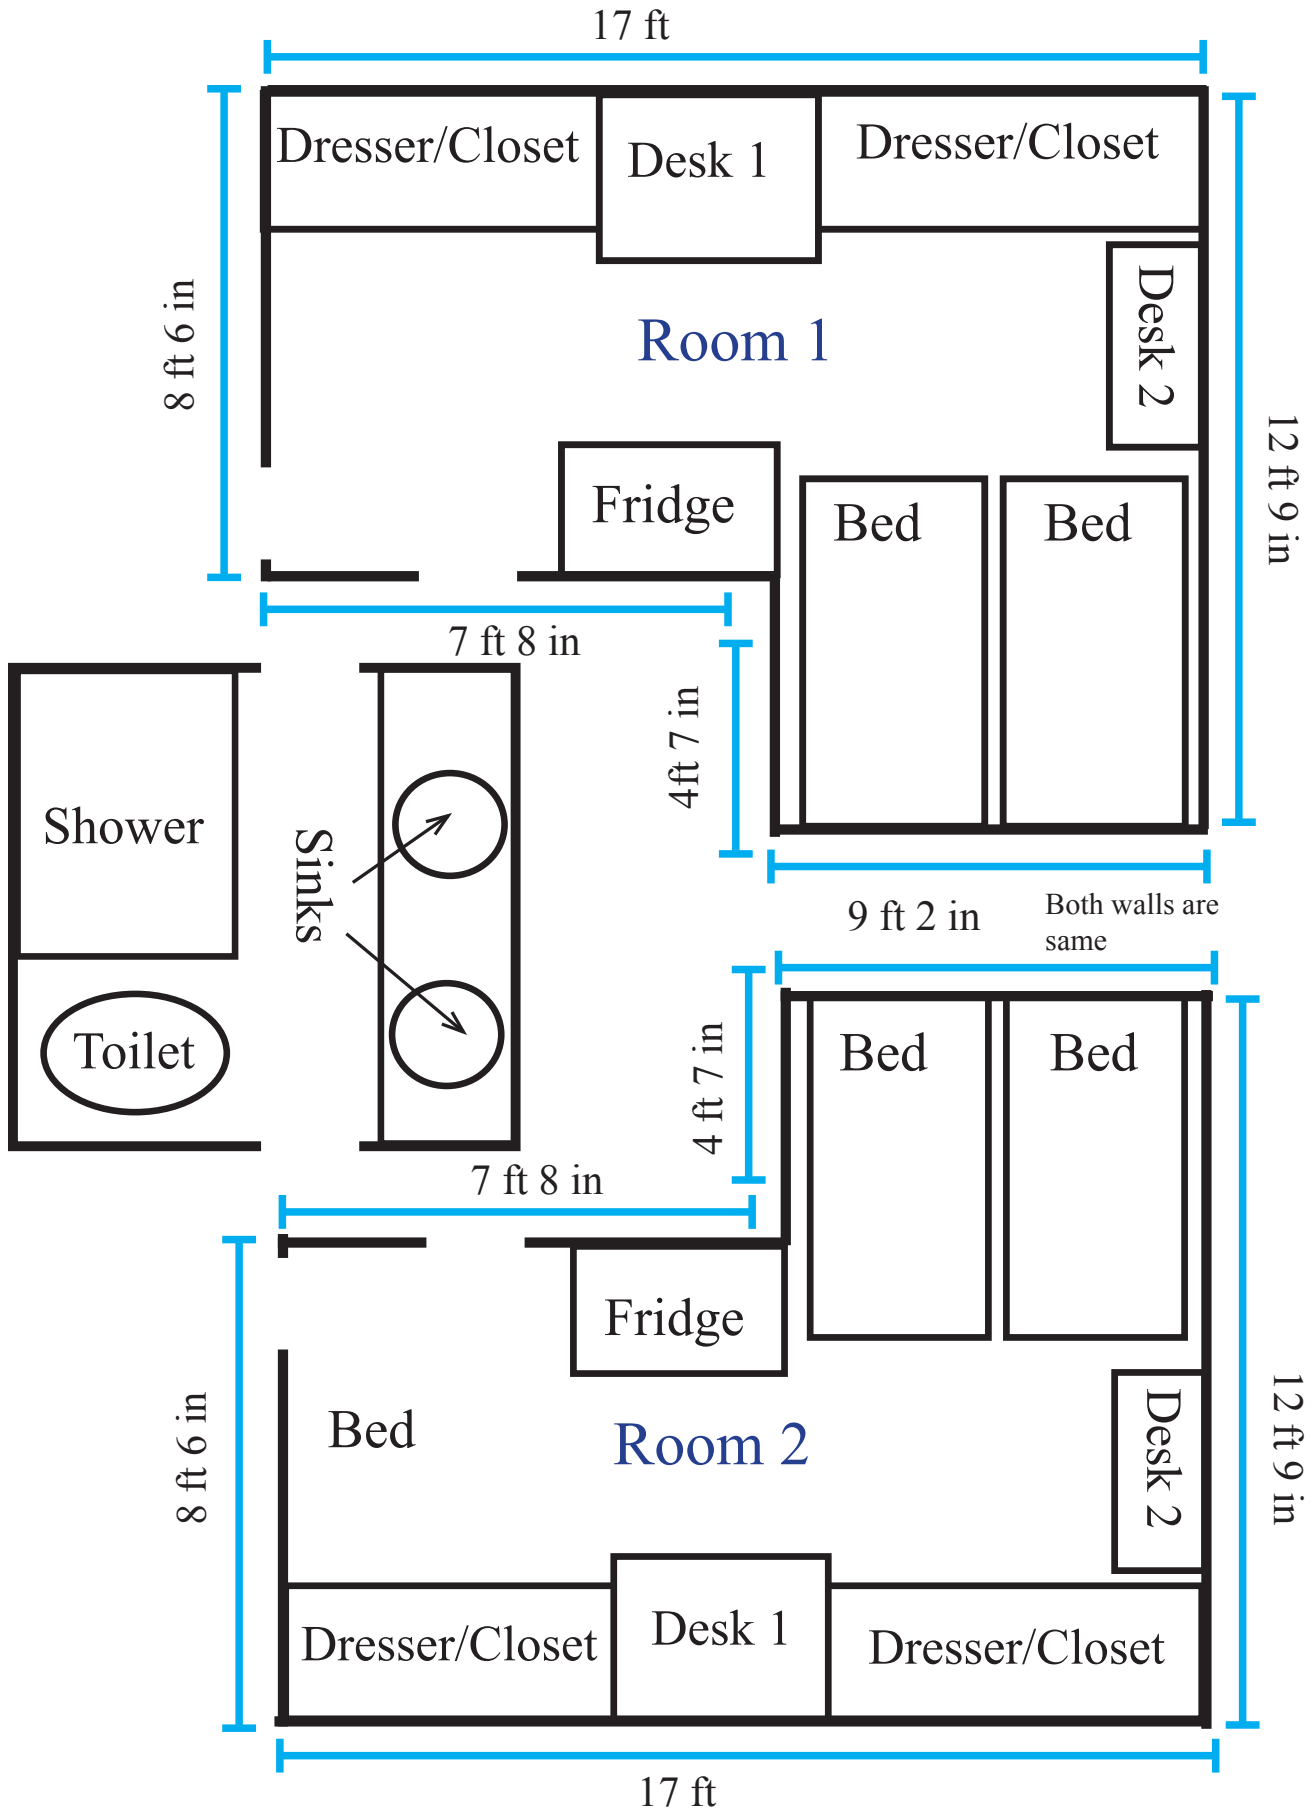 17 ft
Dresser/Closet
Desk 1
Dresser/Closet
8 ft 6 in
Room 1
Desk 2
12 ft 9 in
Fridge
Bed
Bed
7 ft 8 in
4ft 7 in
Shower
Sinks
9 ft 2 in
Both walls are
same
Toilet
4 ft 7 in
Bed
Bed
7 ft 8 in
Fridge
8 ft 6 in
Bed
Room 2
Desk 2
12 ft 9 in
Dresser/Closet
Desk 1
Dresser/Closet
17 ft